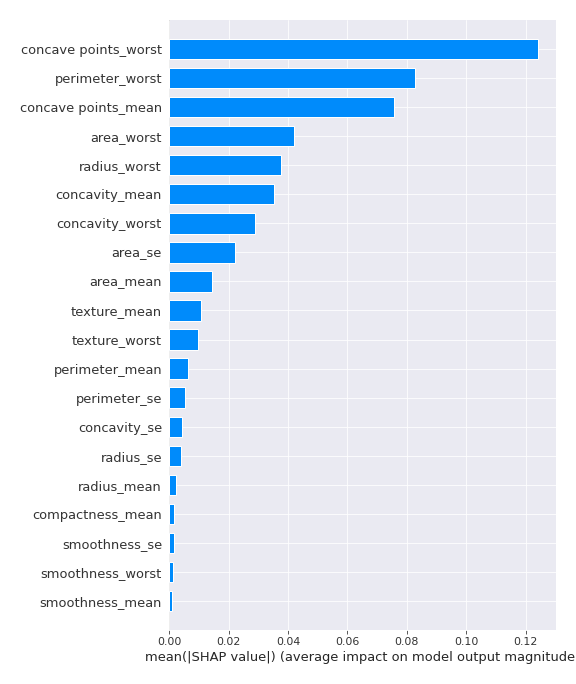 concave points_worst
perimeter_worst
concave points_mean
area_worst
radius_worst
concavity_mean
concavity_worst
area_se
area_mean
texture_mean
texture_worst
perimeter_mean
perimeter_se
concavity_se
radius_se
radius_mean
compactness_mean
smoothness_se
smoothness_worst
smoothness_mean
0.00 0.02 0.04 0.06 0.08 0.10 0.12
mean(|SHAP value|) (average impact on model output magnitude